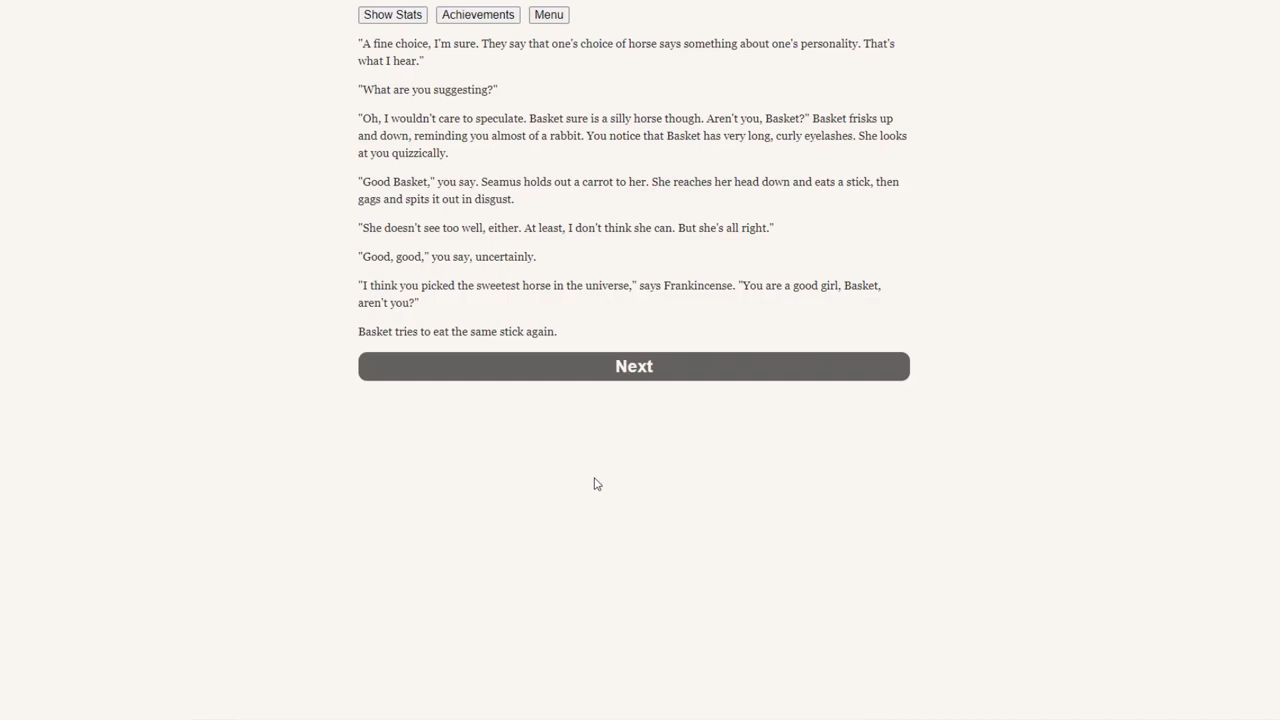 Show Stats Achievements Menu
"A fine choice, I'm sure. They say that one's choice of horse says something about one's personality. That's
what I hear."
"What are you suggesting?"
"Oh, I wouldn't care to speculate. Basket sure is a silly horse though. Aren't you, Basket?" Basket frisks up
and down, reminding you almost of a rabbit. You notice that Basket has very long, curly eyelashes. She looks
at you quizzically.
"Good Basket," you say. Seamus holds out a carrot to her. She reaches her head down and eats a stick, then
gags and spits it out in disgust.
"She doesn't see too well, either. At least, I don't think she can. But she's all right."
"Good, good," you say, uncertainly.
"I think you picked the sweetest horse in the universe," says Frankincense. "You are a good girl, Basket,
aren't you?"
Basket tries to eat the same stick again.
Next